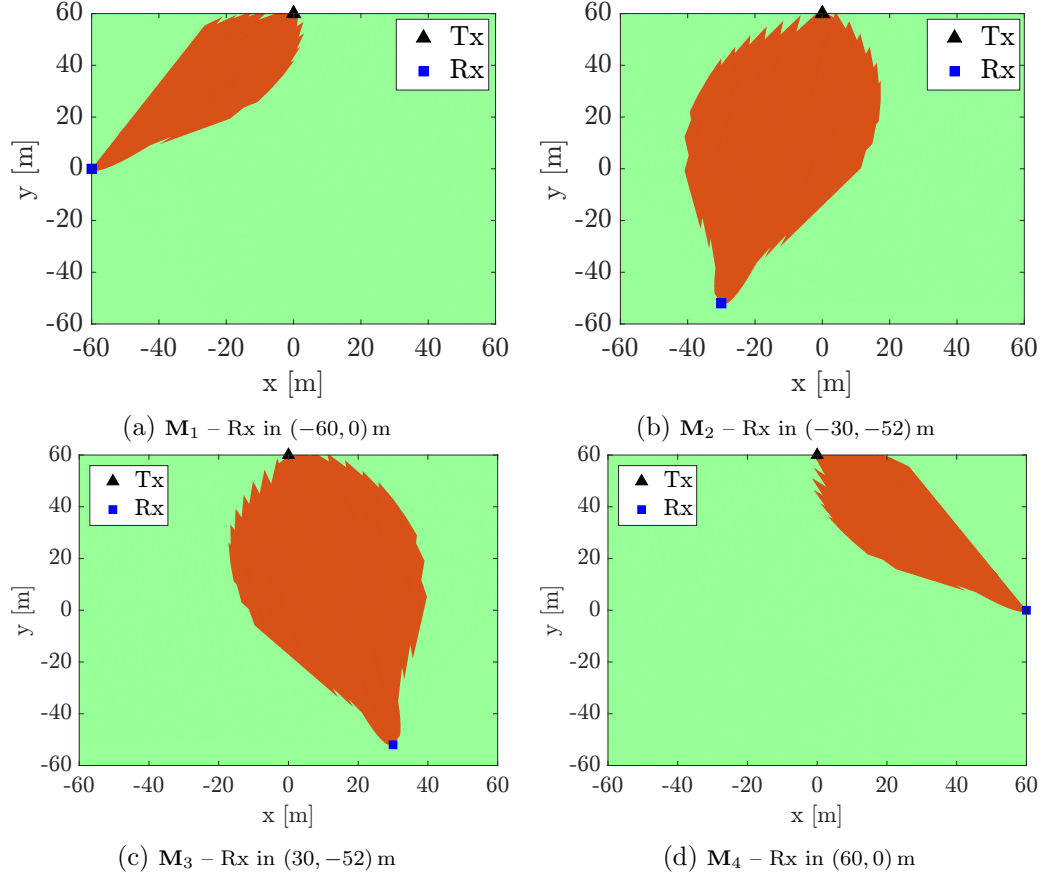 60
40
20
0
-20
-40
-60
y [m]
-60 -40 -20 0 20 40 60
x [m]
Tx
Rx
(a) M₁ – Rx in (−60, 0) m
60
40
20
0
-20
-40
-60
y [m]
-60 -40 -20 0 20 40 60
x [m]
Tx
Rx
(b) M₂ – Rx in (−30, −52) m
60
40
20
0
-20
-40
-60
y [m]
-60 -40 -20 0 20 40 60
x [m]
Tx
Rx
(c) M₃ – Rx in (30, −52) m
60
40
20
0
-20
-40
-60
y [m]
-60 -40 -20 0 20 40 60
x [m]
Tx
Rx
(d) M₄ – Rx in (60, 0) m